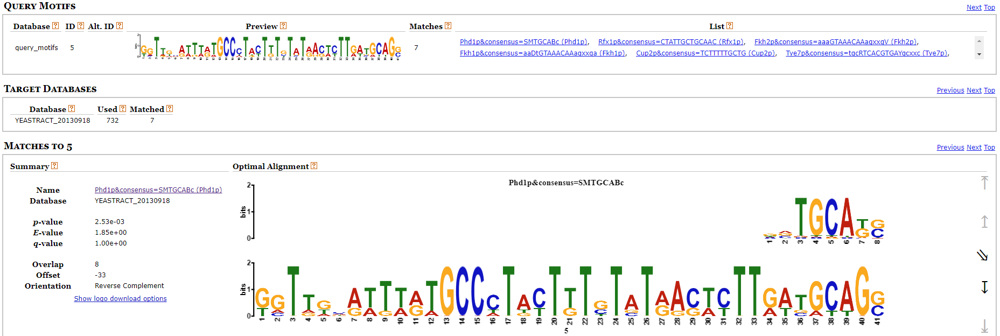 Query Motifs
Next Top
Database ? ID ? Alt. ID ? Preview ? Matches ? List ?
query_motifs 5 7 Phd1p&consensus=SMTGCABc (Phd1p), Rfx1p&consensus=CTATTGCTGCAAC (Rfx1p), Fkh2p&consensus=aaaGTAAACAAaqxxqV (Fkh2p),
Fkh1p&consensus=aaDtGTAAACAAaqxxqa (Fkh1p), Cup2p&consensus=TCTTTTTGCTG (Cup2p), Tye7p&consensus=tqcRTCACGTGAYqcxxc (Tye7p),
Target Databases
Previous Next Top
Database ? Used ? Matched ?
YEASTRACT_20130918 732 7
Matches to 5
Previous Next Top
Summary ? Optimal Alignment ?
Name Phd1p&consensus=SMTGCABc (Phd1p)
Database YEASTRACT_20130918
p-value 2.53e-03
E-value 1.85e+00
q-value 1.00e+00
Overlap 8
Offset -33
Orientation Reverse Complement
Show logo download options
Phd1p&consensus=SMTGCABc
2
1
0
bits
TGCATG
1 2 3 4 5 6 7 8
2
1
0
bits
GGTTGATTTATGCCCTACTTTGTATAACTCTTGATGCAGG
1 2 3 4 5 6 7 8 9 10 11 12 13 14 15 16 17 18 19 20 21 22 23 24 25 26 27 28 29 30 31 32 33 34 35 36 37 38 39 40 41
5